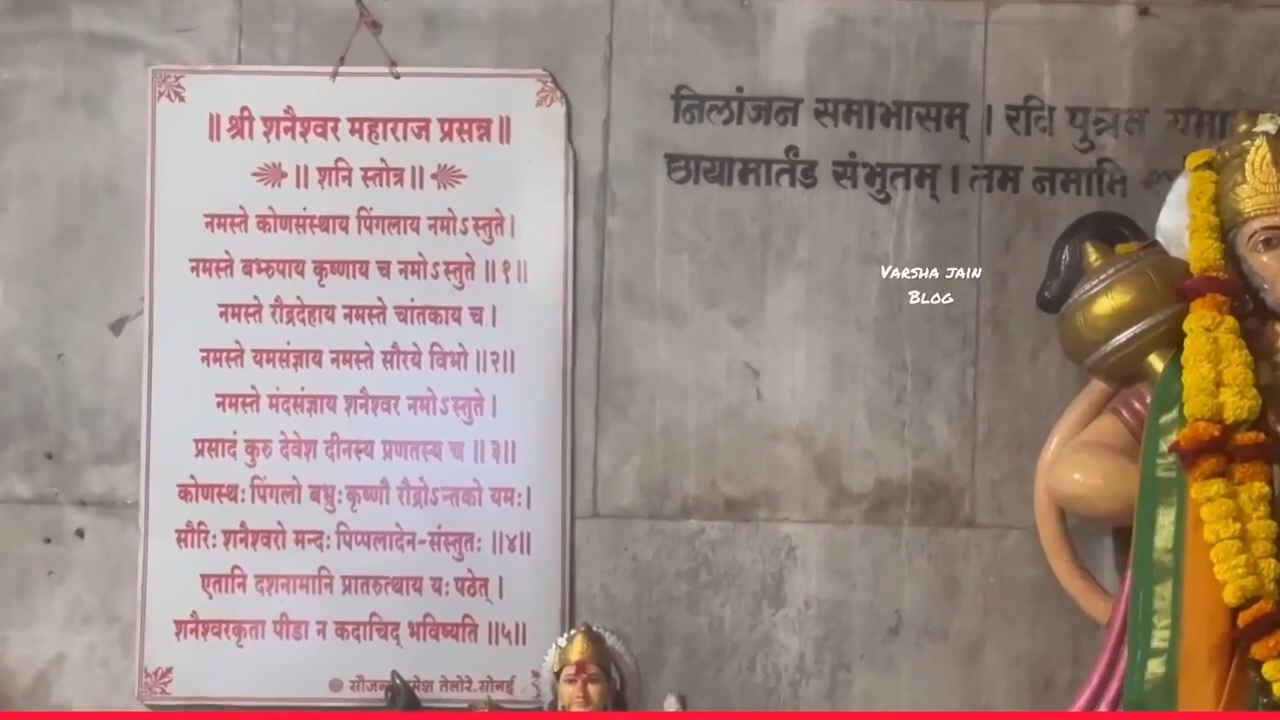 ॥ श्री शनैश्वर महाराज प्रसन्न ॥
॥ शनि स्तोत्र ॥
नमस्ते कोणसंस्थाय पिंगलाय नमोऽस्तुते ।
नमस्ते बभ्रुपाय कृष्णाय च नमोऽस्तुते ॥१॥
नमस्ते रौद्रदेहाय नमस्ते चांतकाय च ।
नमस्ते यमसंज्ञाय नमस्ते सौरये विभो ॥२॥
नमस्ते मंदसंज्ञाय शनैश्वर नमोऽस्तुते ।
प्रसादं कुरु देवेश दीनस्य प्रणतस्य च ॥३॥
कोणस्थः पिंगलो बभ्रुः कृष्णौ रौद्रोऽन्तको यमः ।
सौरिः शनैश्वरो मन्दः पिप्पलादेन-संस्तुतः ॥४॥
एतानि दशनामानि प्रातरुत्थाय यः पठेत् ।
शनैश्वरकृता पीडा न कदाचिद् भविष्यति ॥५॥
तेलोरे. सोनई
निलांजन समाभासम् । रवि
छायामार्तंड संभुतम् । तम नमामि
Varsha jain
Blog